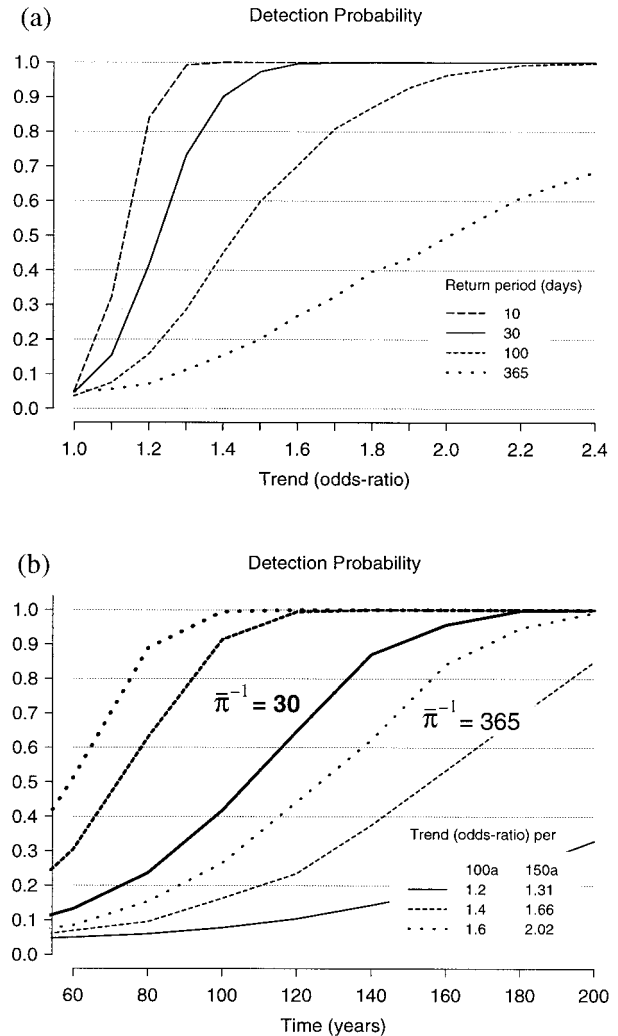 (a)
Detection Probability
1.0
0.9
0.8
0.7
0.6
0.5
0.4
0.3
0.2
0.1
0.0
Return period (days)
10
30
100
365
1.0 1.2 1.4 1.6 1.8 2.0 2.2 2.4
Trend (odds-ratio)
(b)
Detection Probability
1.0
0.9
0.8
0.7
0.6
0.5
0.4
0.3
0.2
0.1
0.0
π̄⁻¹ = 30
π̄⁻¹ = 365
Trend (odds-ratio) per
100a 150a
1.2 1.31
1.4 1.66
1.6 2.02
60 80 100 120 140 160 180 200
Time (years)